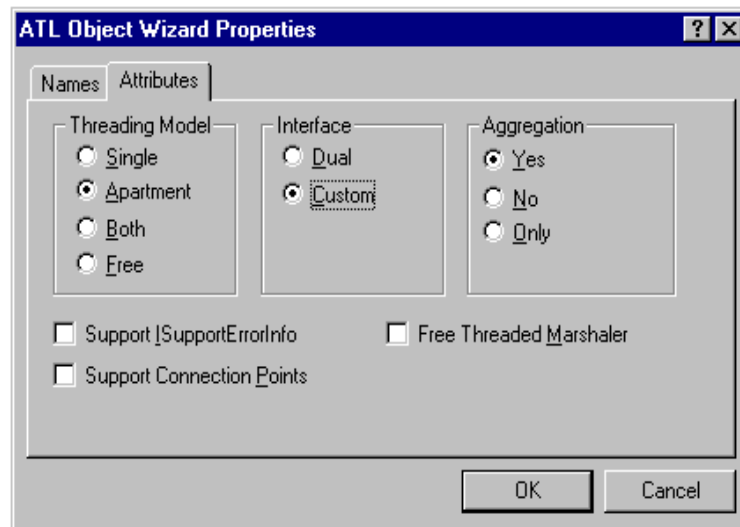 ATL Object Wizard Properties
Names Attributes
Threading Model
Single
Apartment
Both
Free
Interface
Dual
Custom
Aggregation
Yes
No
Only
Support ISupportErrorInfo
Free Threaded Marshaler
Support Connection Points
OK Cancel